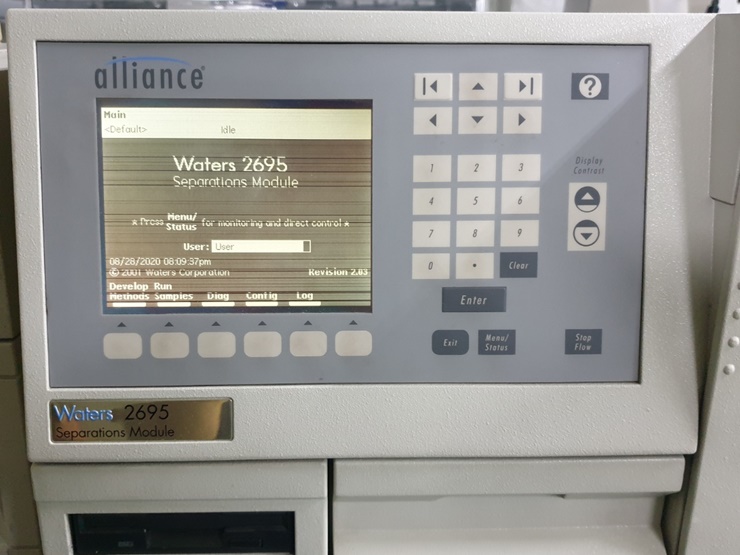 alliance®
Main
<Default> Idle
Waters 2695
Separations Module
* Press Menu/Status for monitoring and direct control *
User: User
08/28/2020 08:09:37pm
© 2001 Waters Corporation Revision 2.03
Develop Methods Run Samples Diag Config Log
?
Display
Contrast
1 2 3
4 5 6
7 8 9
0 • Clear
Enter
Exit Menu/Status Stop Flow
Waters 2695
Separations Module